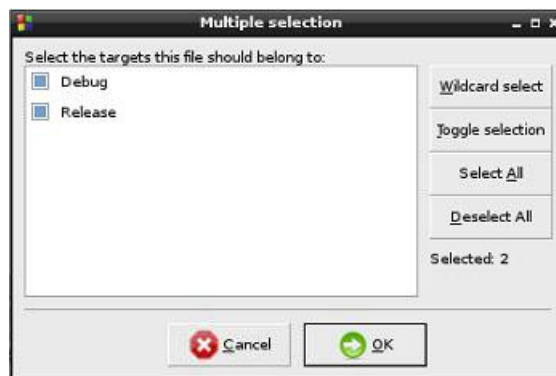 Multiple selection
Select the targets this file should belong to:
Debug
Release
Wildcard select
Toggle selection
Select All
Deselect All
Selected: 2
Cancel
OK